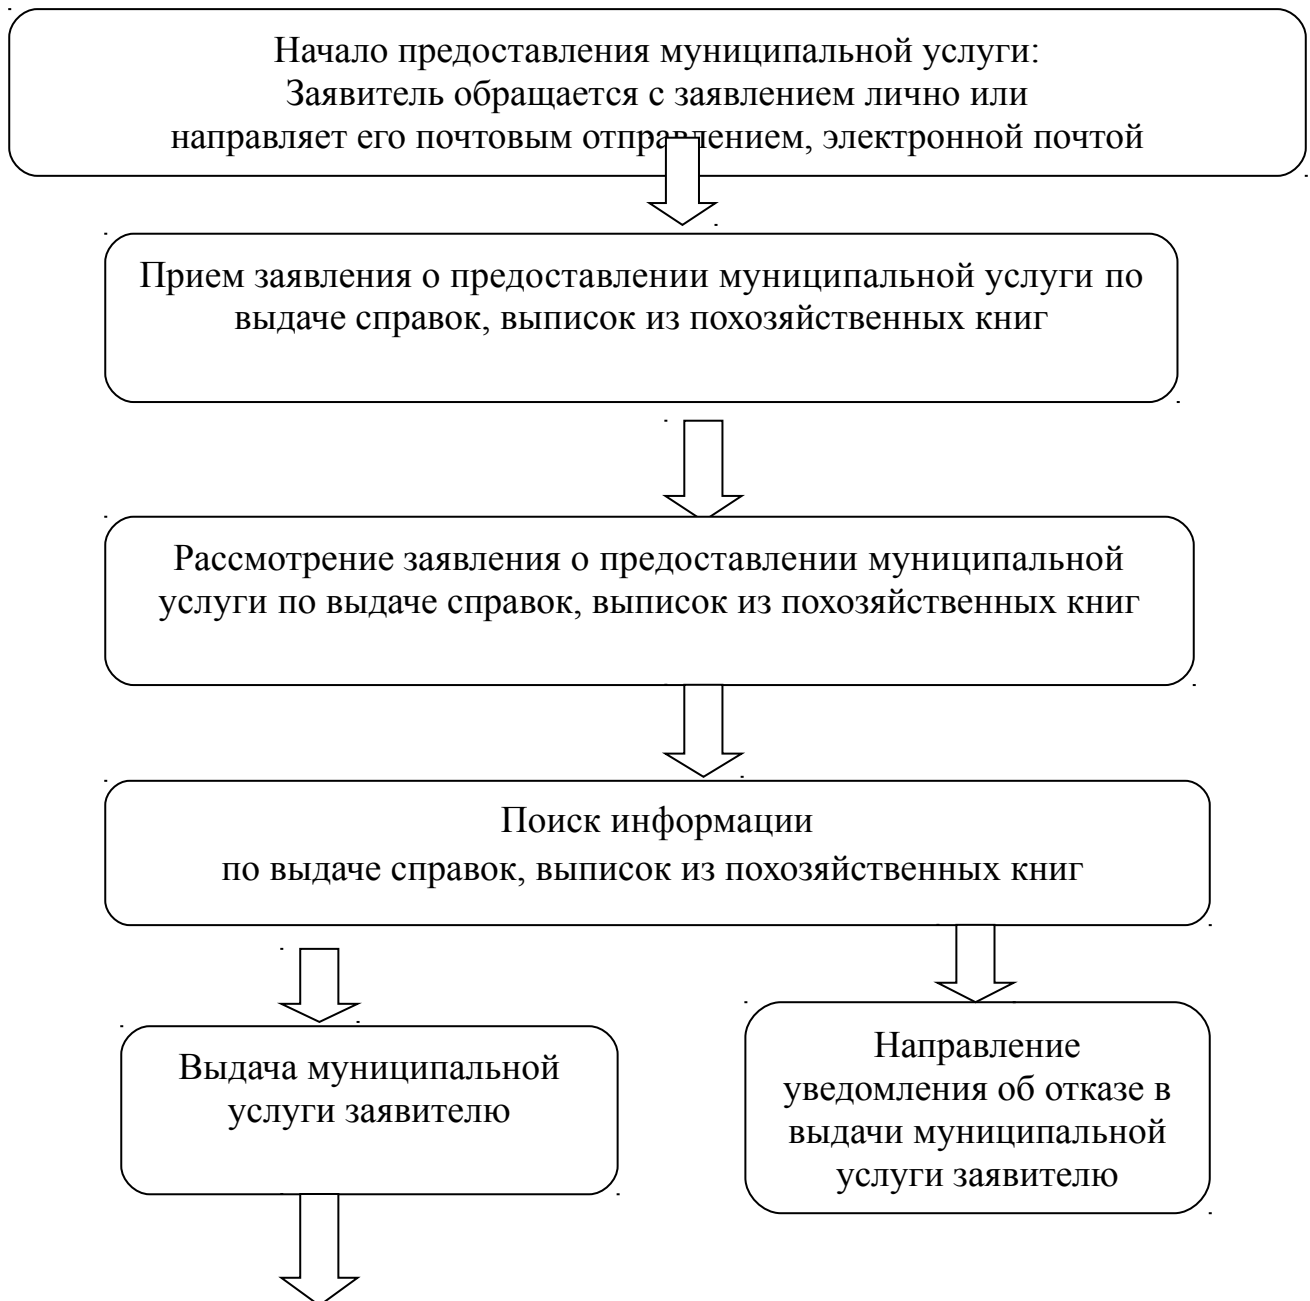 Начало предоставления муниципальной услуги:
Заявитель обращается с заявлением лично или
направляет его почтовым отправлением, электронной почтой
Прием заявления о предоставлении муниципальной услуги по
выдаче справок, выписок из похозяйственных книг
Рассмотрение заявления о предоставлении муниципальной
услуги по выдаче справок, выписок из похозяйственных книг
Поиск информации
по выдаче справок, выписок из похозяйственных книг
Выдача муниципальной
услуги заявителю
Направление
уведомления об отказе в
выдачи муниципальной
услуги заявителю